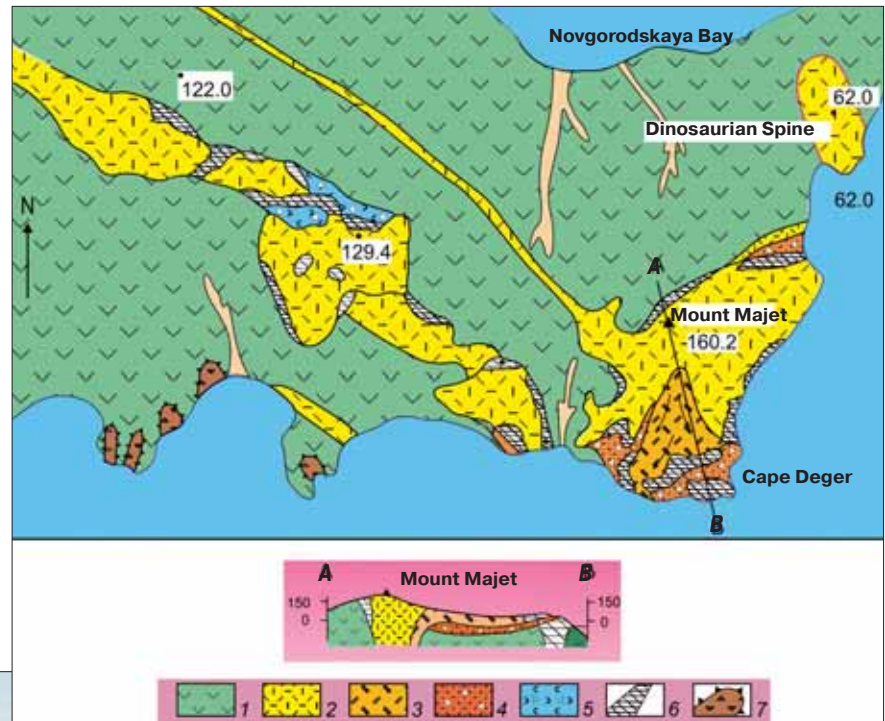 Novgorodskaya Bay
122.0
62.0
Dinosaurian Spine
62.0
N
129.4
A
Mount Majet
160.2
Cape Deger
B
A Mount Majet B
150 150
0 0
1 2 3 4 5 6 7